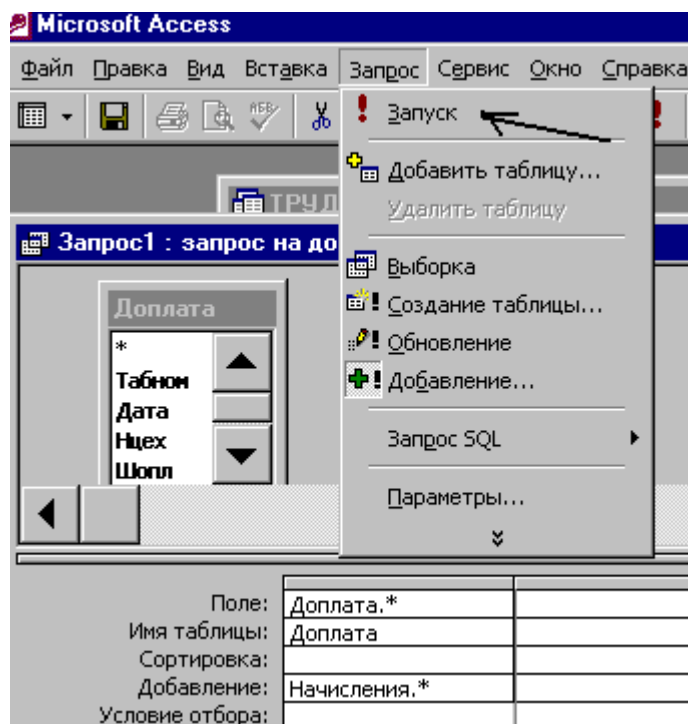 Microsoft Access
Файл Правка Вид Вставка Запрос Сервис Окно Справка
Запуск
Добавить таблицу...
Удалить таблицу
Запрос1 : запрос на до
Выборка
Создание таблицы...
Обновление
Добавление...
Запрос SQL
Параметры...
Доплата
*
Табном
Дата
Нцех
Шопл
Поле: Доплата.*
Имя таблицы: Доплата
Сортировка:
Добавление: Начисления.*
Условие отбора: